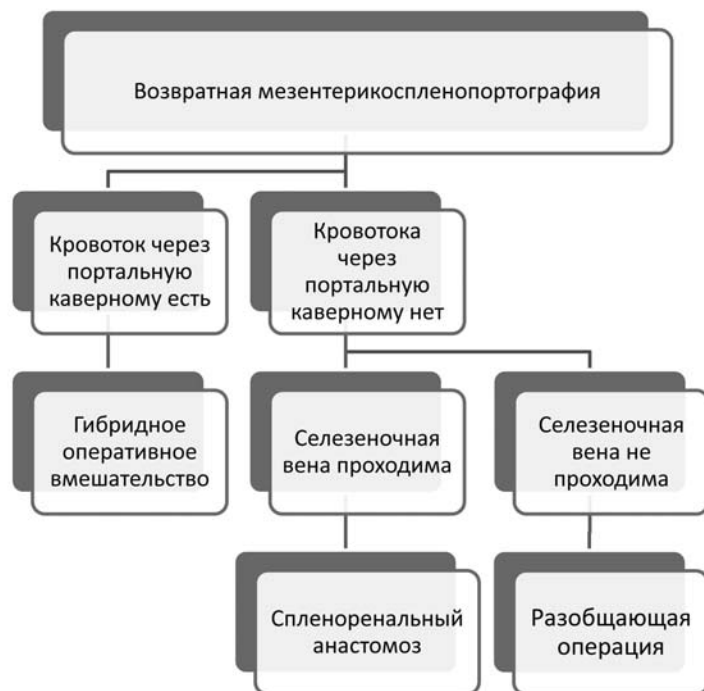 Возвратная мезентерикоспленопортография
Кровоток через
портальную
каверному есть
Кровотока
через
портальную
каверному нет
Гибридное
оперативное
вмешательство
Селезеночная
вена проходима
Селезеночная
вена не
проходима
Спленоренальный
анастомоз
Разобщающая
операция